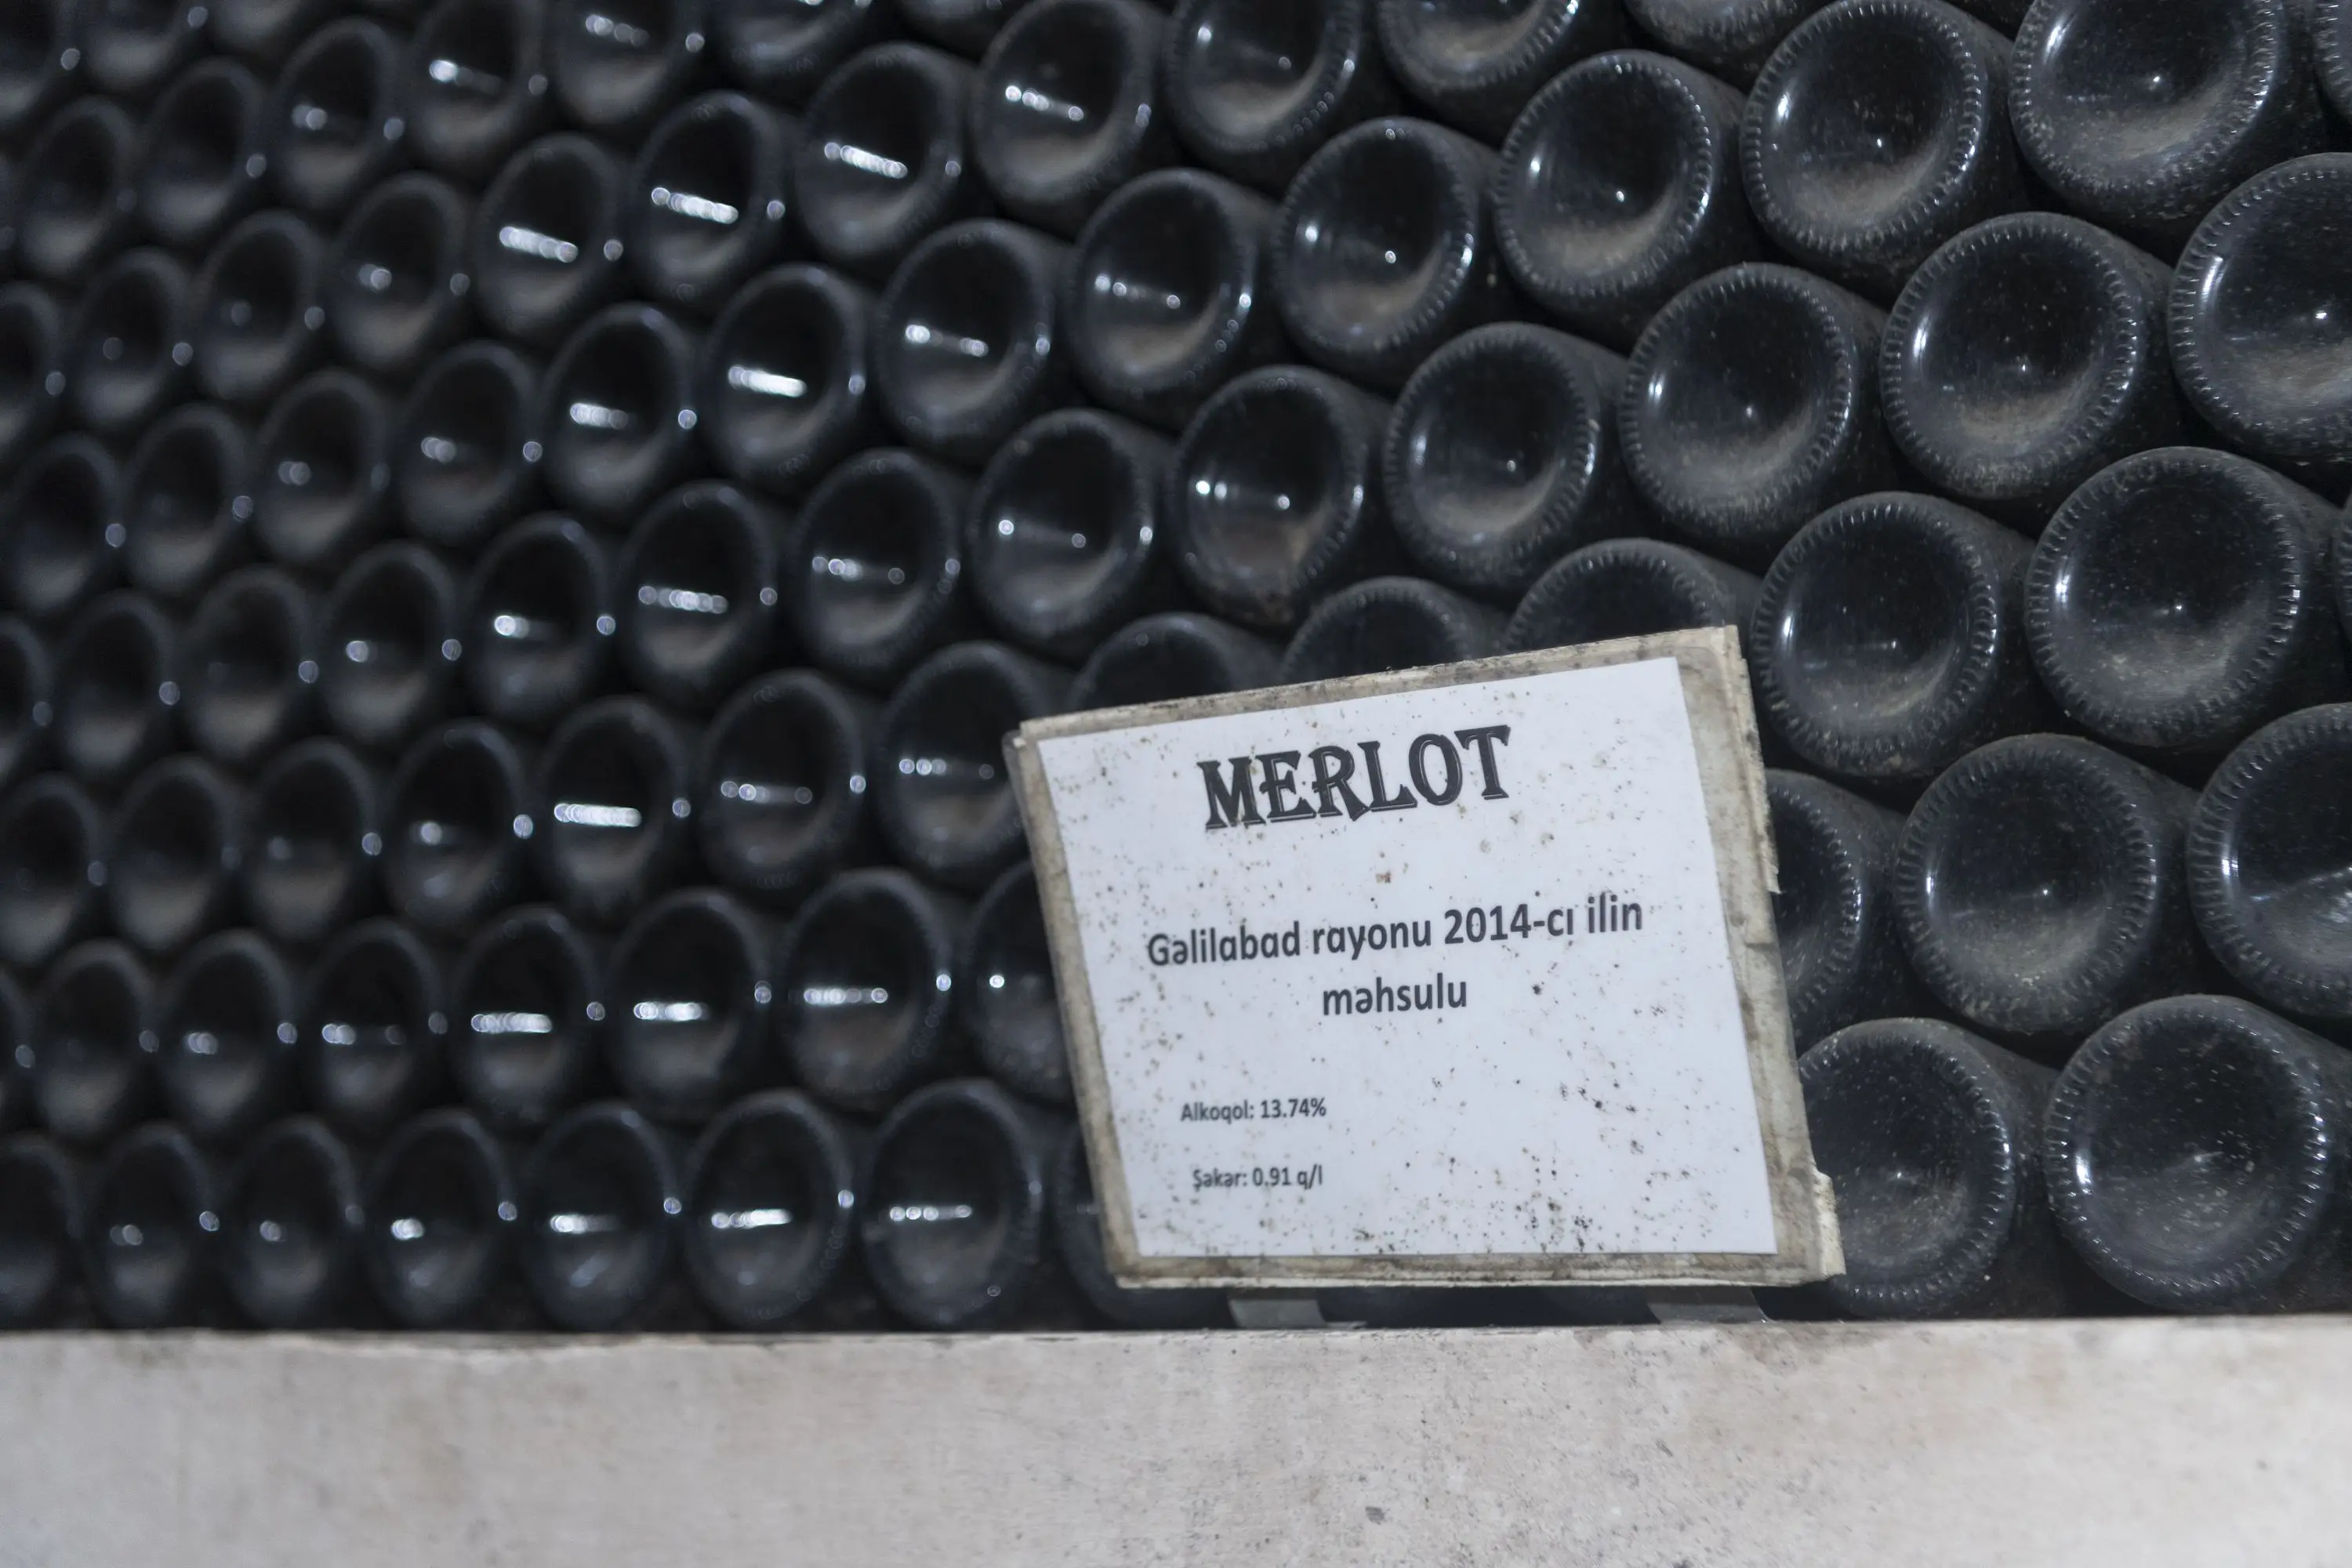 MERLOT
Gəlilabad rayonu 2014-cı ilin
məhsulu
Alkoqol: 13.74%
Şəkər: 0.91 q/l